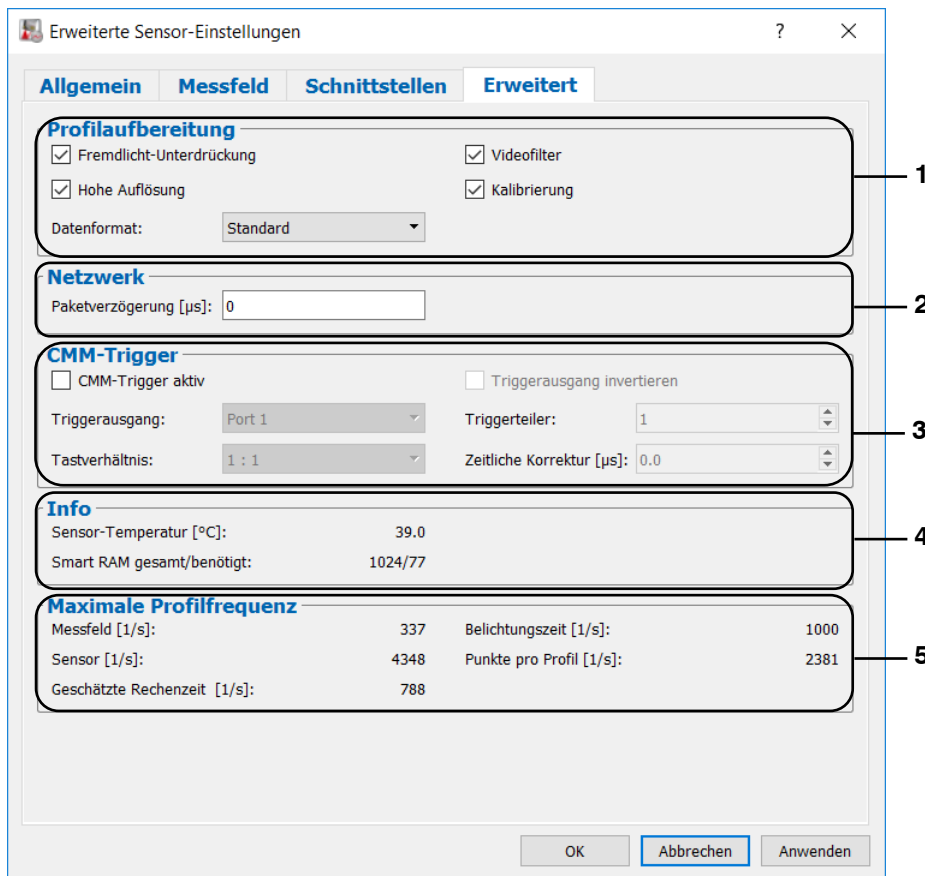 Erweiterte Sensor-Einstellungen ?
Allgemein Messfeld Schnittstellen Erweitert
Profilaufbereitung
Fremdlicht-Unterdrückung Videofilter
1
Hohe Auflösung Kalibrierung
Datenformat: Standard
Netzwerk
Paketverzögerung [µs]: 0
2
CMM-Trigger
CMM-Trigger aktiv Triggerausgang invertieren
Triggerausgang: Port 1 Triggerteiler: 1
3
Tastverhältnis: 1 : 1 Zeitliche Korrektur [µs]: 0.0
Info
Sensor-Temperatur [°C]: 39.0
4
Smart RAM gesamt/benötigt: 1024/77
Maximale Profilfrequenz
Messfeld [1/s]: 337 Belichtungszeit [1/s]: 1000
Sensor [1/s]: 4348 Punkte pro Profil [1/s]: 2381
5
Geschätzte Rechenzeit [1/s]: 788
OK Abbrechen Anwenden